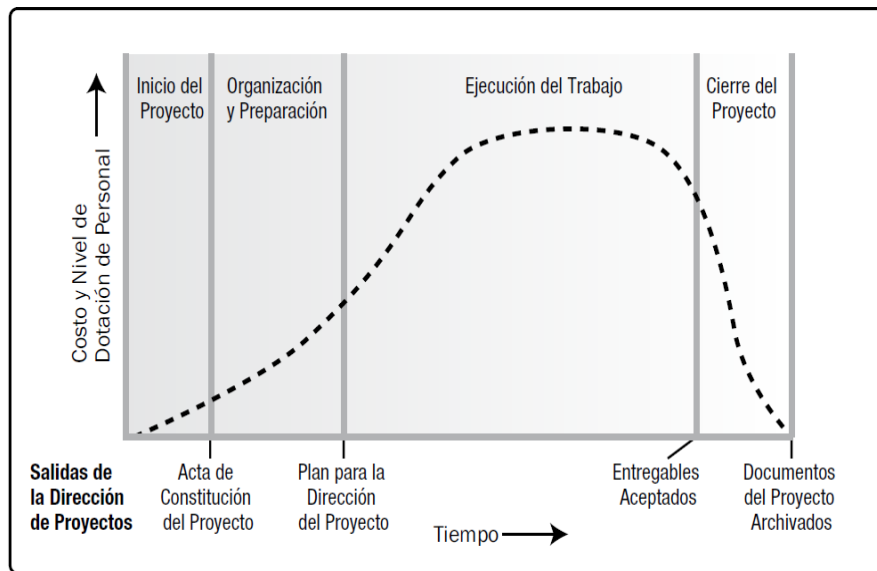 Inicio del
Proyecto
Organización
y Preparación
Ejecución del Trabajo
Cierre del
Proyecto
Costo y Nivel de
Dotación de Personal
Salidas de
la Dirección
de Proyectos
Acta de
Constitución
del Proyecto
Plan para la
Dirección
del Proyecto
Entregables
Aceptados
Documentos
del Proyecto
Archivados
Tiempo